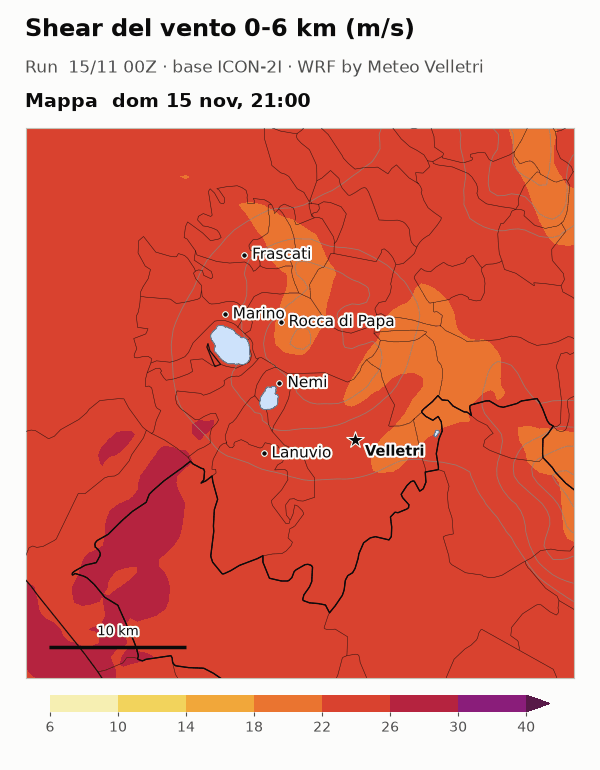 Shear del vento 0-6 km (m/s)
Run  15/11 00Z · base ICON-2I · WRF by Meteo Velletri
Mappa  dom 15 nov, 21:00
Frascati
Marino
Rocca di Papa
Nemi
Velletri
Lanuvio
10 km
6 10 14 18 22 26 30 40